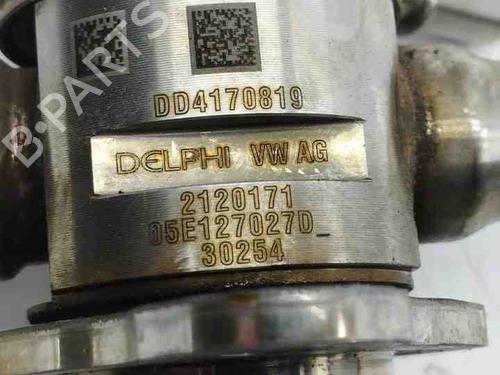 DD4170819
DELPHI VW AG
2120171
05E127027D_
30254
B-PARTS